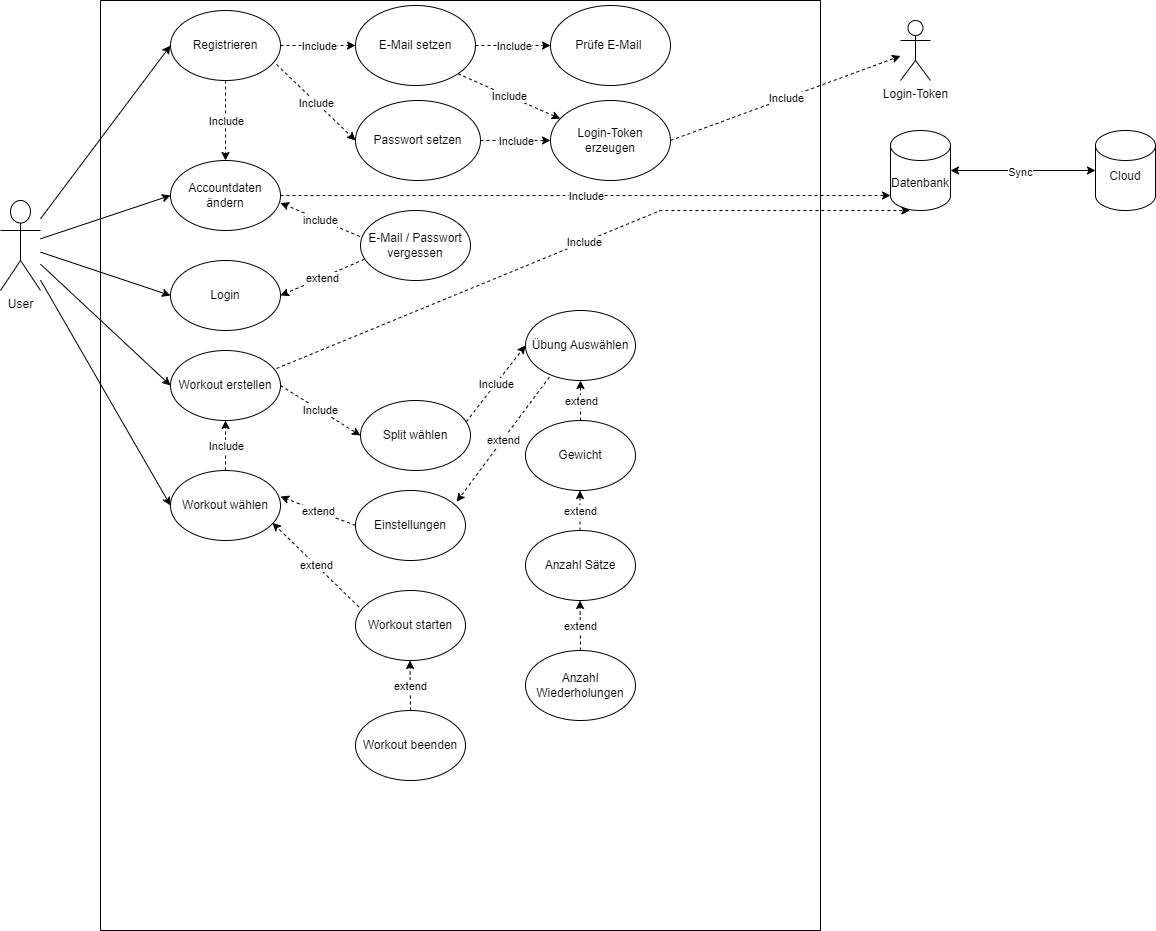 Registrieren
Include
E-Mail setzen
Include
Prüfe E-Mail
Include
Include
Include
Login-Token
Include
Passwort setzen
Include
Login-Token
erzeugen
Datenbank
Sync
Cloud
Accountdaten
ändern
Include
include
E-Mail / Passwort
vergessen
Include
extend
User
Login
Übung Auswählen
Workout erstellen
Include
Include
extend
Split wählen
extend
Include
Gewicht
Workout wählen
extend
Einstellungen
extend
extend
Anzahl Sätze
Workout starten
extend
extend
Anzahl
Wiederholungen
Workout beenden